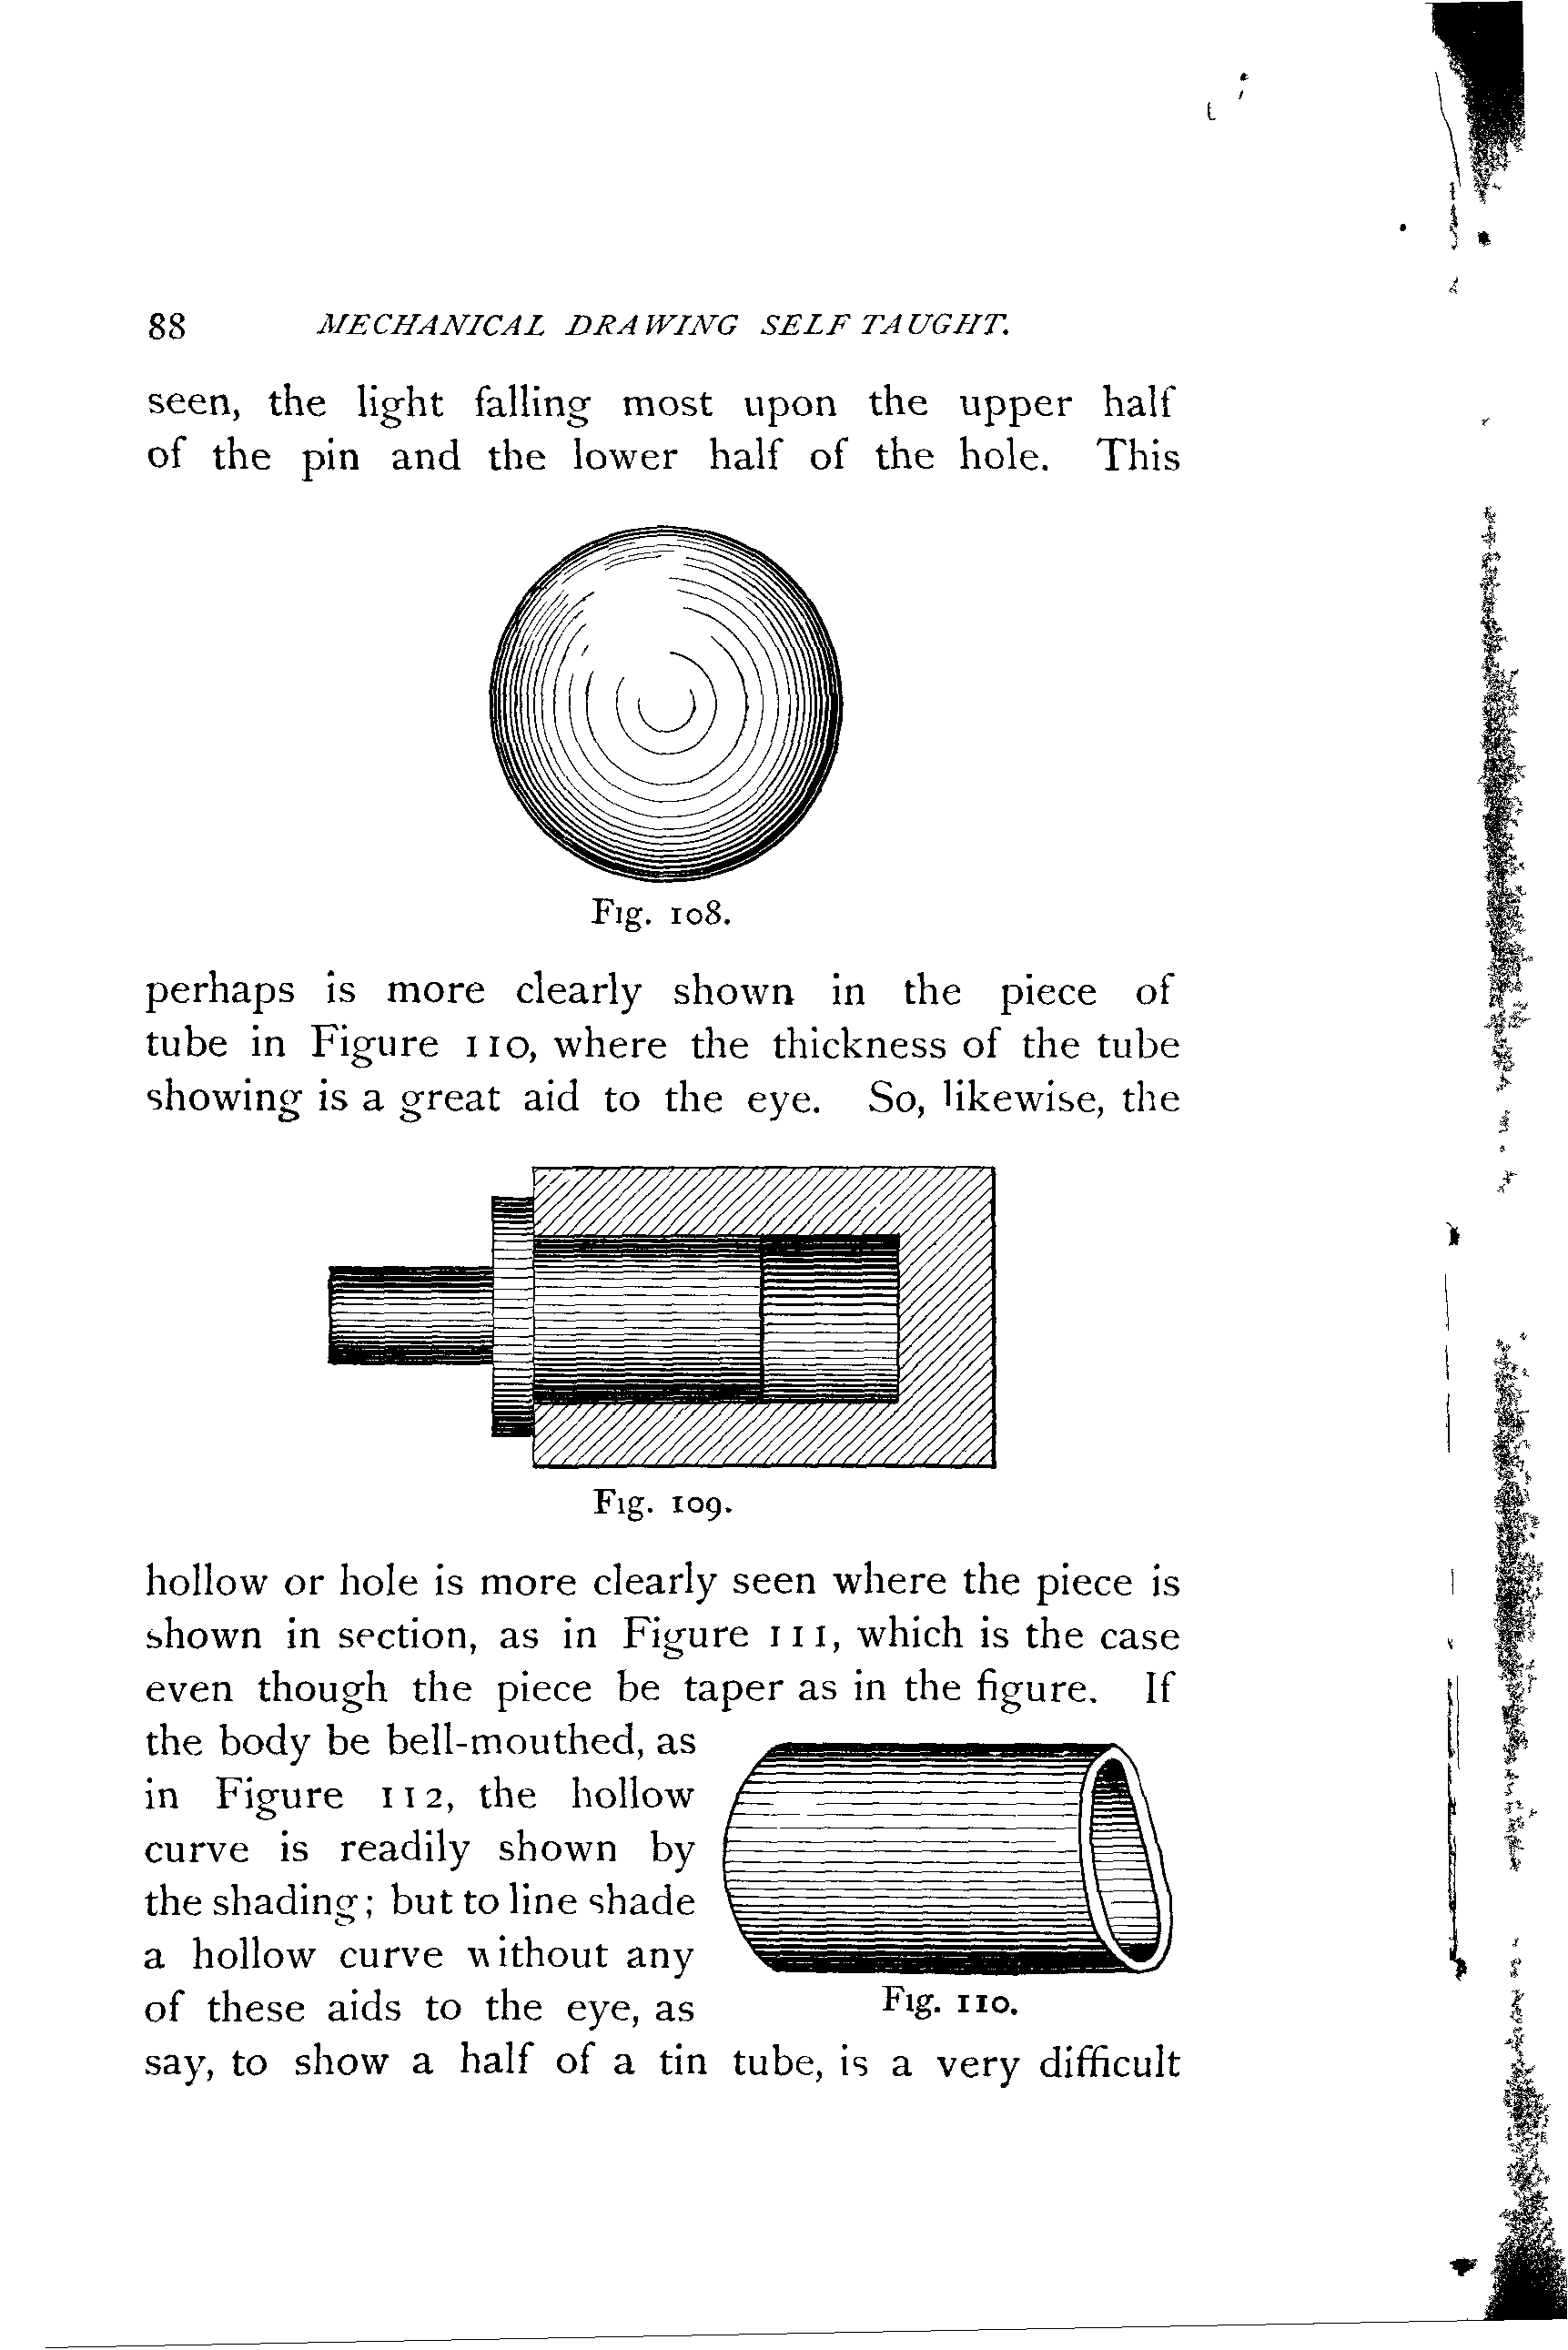 88 MECHANICAL DRAWING SELF TAUGHT.
seen, the light falling most upon the upper half
of the pin and the lower half of the hole. This
Fig. 108.
perhaps is more clearly shown in the piece of
tube in Figure 110, where the thickness of the tube
showing is a great aid to the eye. So, likewise, the
Fig. 109.
hollow or hole is more clearly seen where the piece is
shown in section, as in Figure 111, which is the case
even though the piece be taper as in the figure. If
the body be bell-mouthed, as
in Figure 112, the hollow
curve is readily shown by
the shading; but to line shade
a hollow curve without any
of these aids to the eye, as
Fig. 110.
say, to show a half of a tin tube, is a very difficult